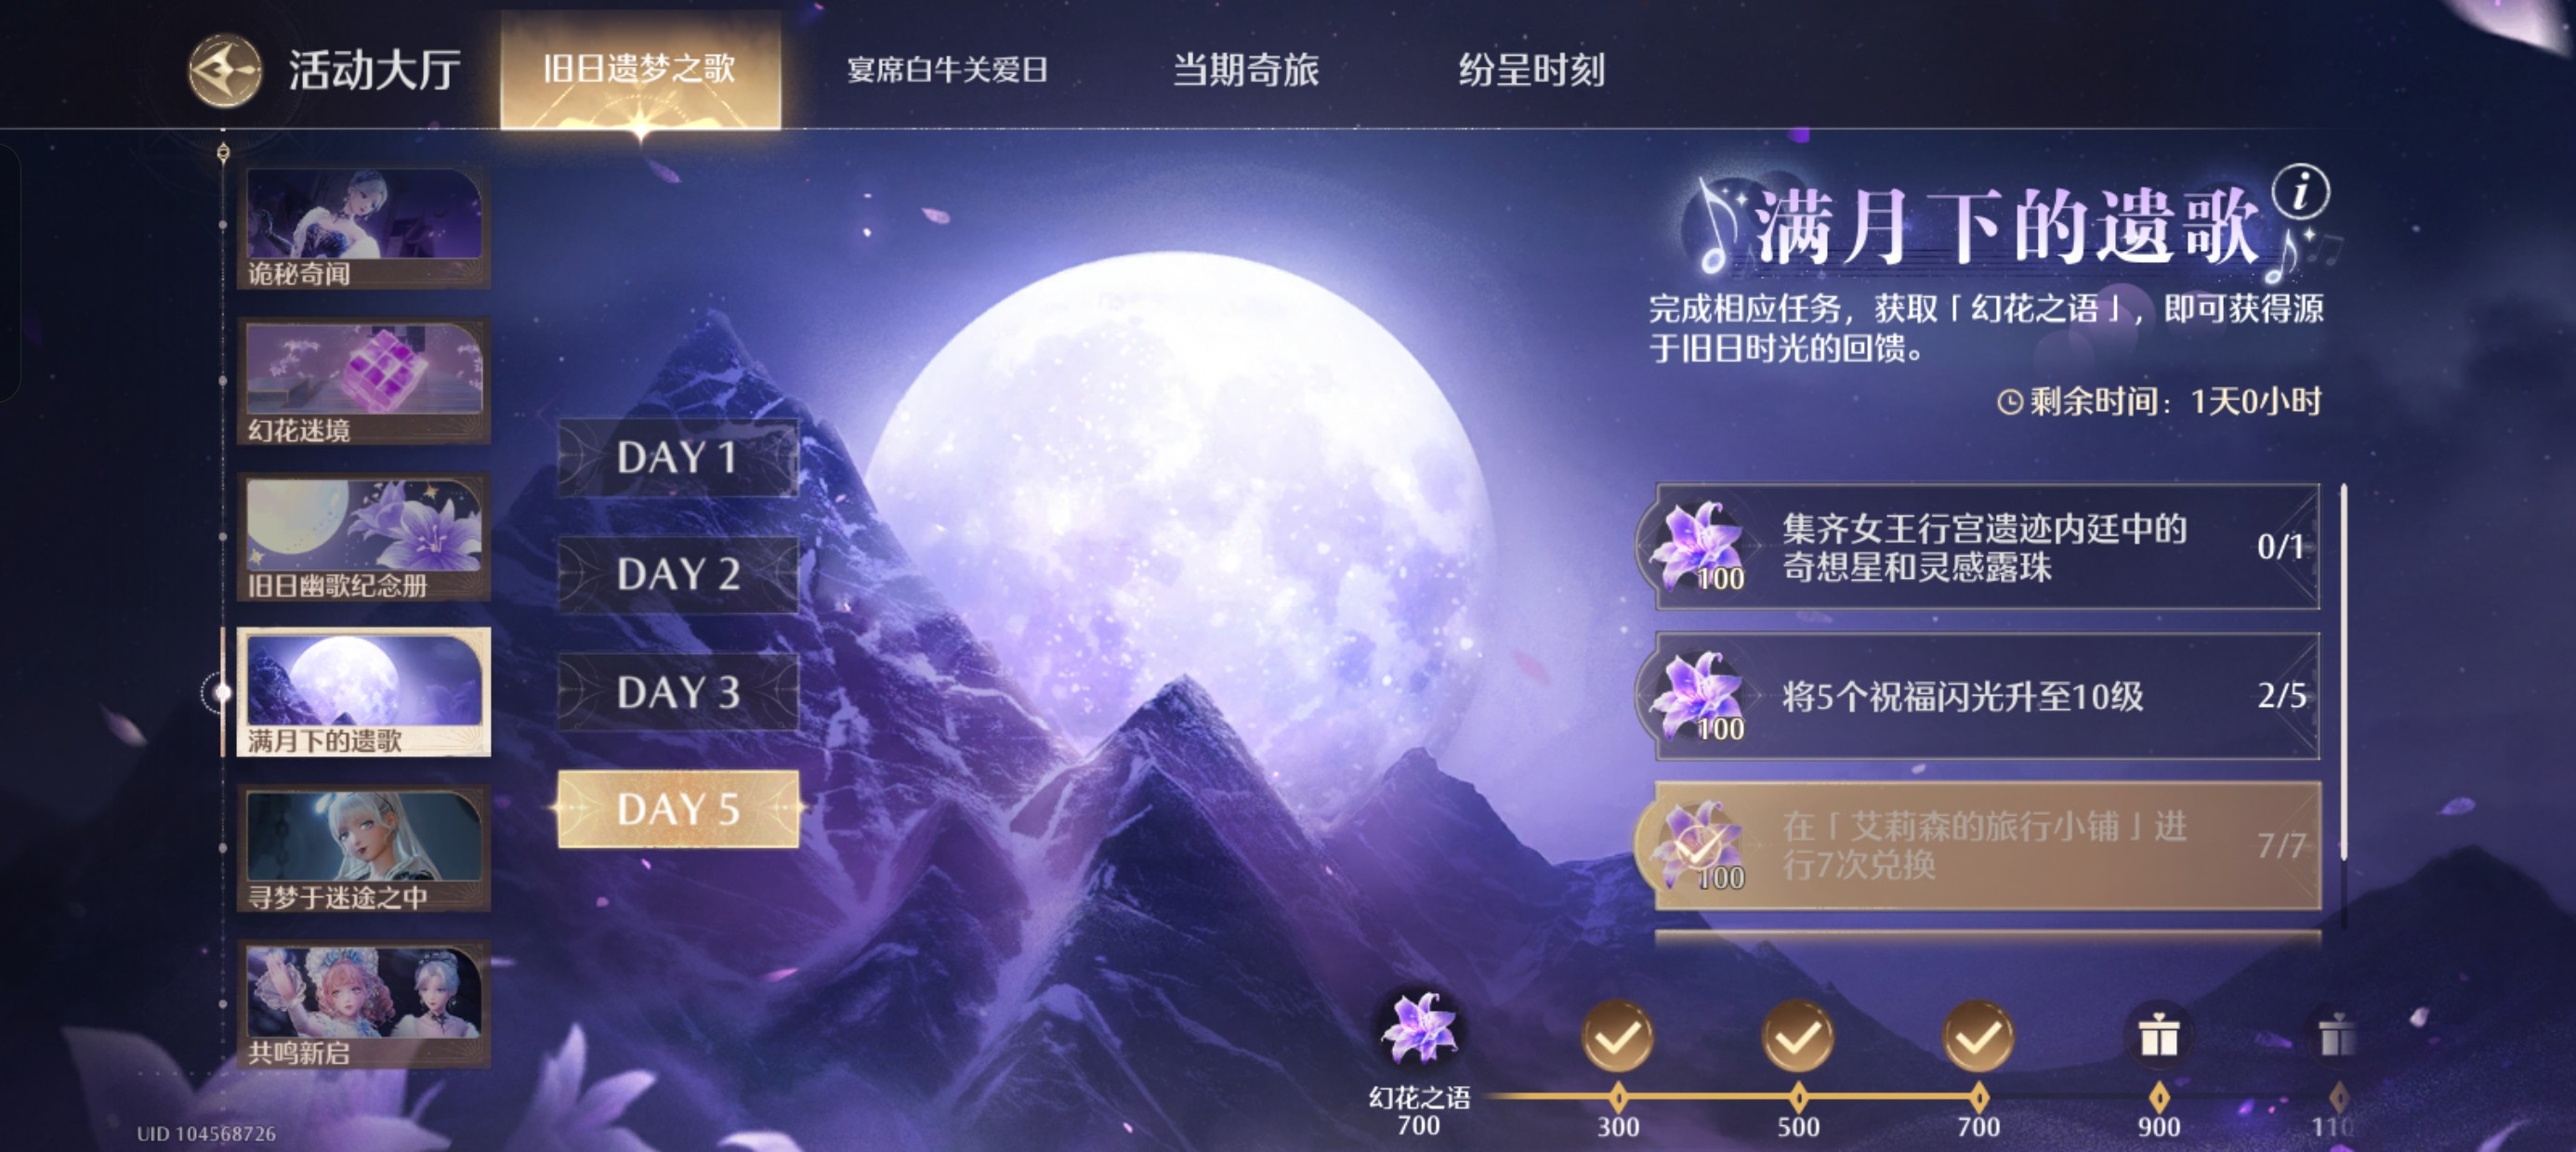 活动大厅
旧日遗梦之歌
宴席白牛关爱日
当期奇旅
纷呈时刻
诡秘奇闻
幻花迷境
旧日幽歌纪念册
满月下的遗歌
寻梦于迷途之中
共鸣新启
DAY 1
DAY 2
DAY 3
DAY 5
满月下的遗歌
完成相应任务，获取「幻花之语」，即可获得源
于旧日时光的回馈。
剩余时间：1天0小时
集齐女王行宫遗迹内廷中的
奇想星和灵感露珠
0/1
100
将5个祝福闪光升至10级
2/5
100
在「艾莉森的旅行小铺」进
行7次兑换
7/7
100
幻花之语
700
300
500
700
900
UID 104568726